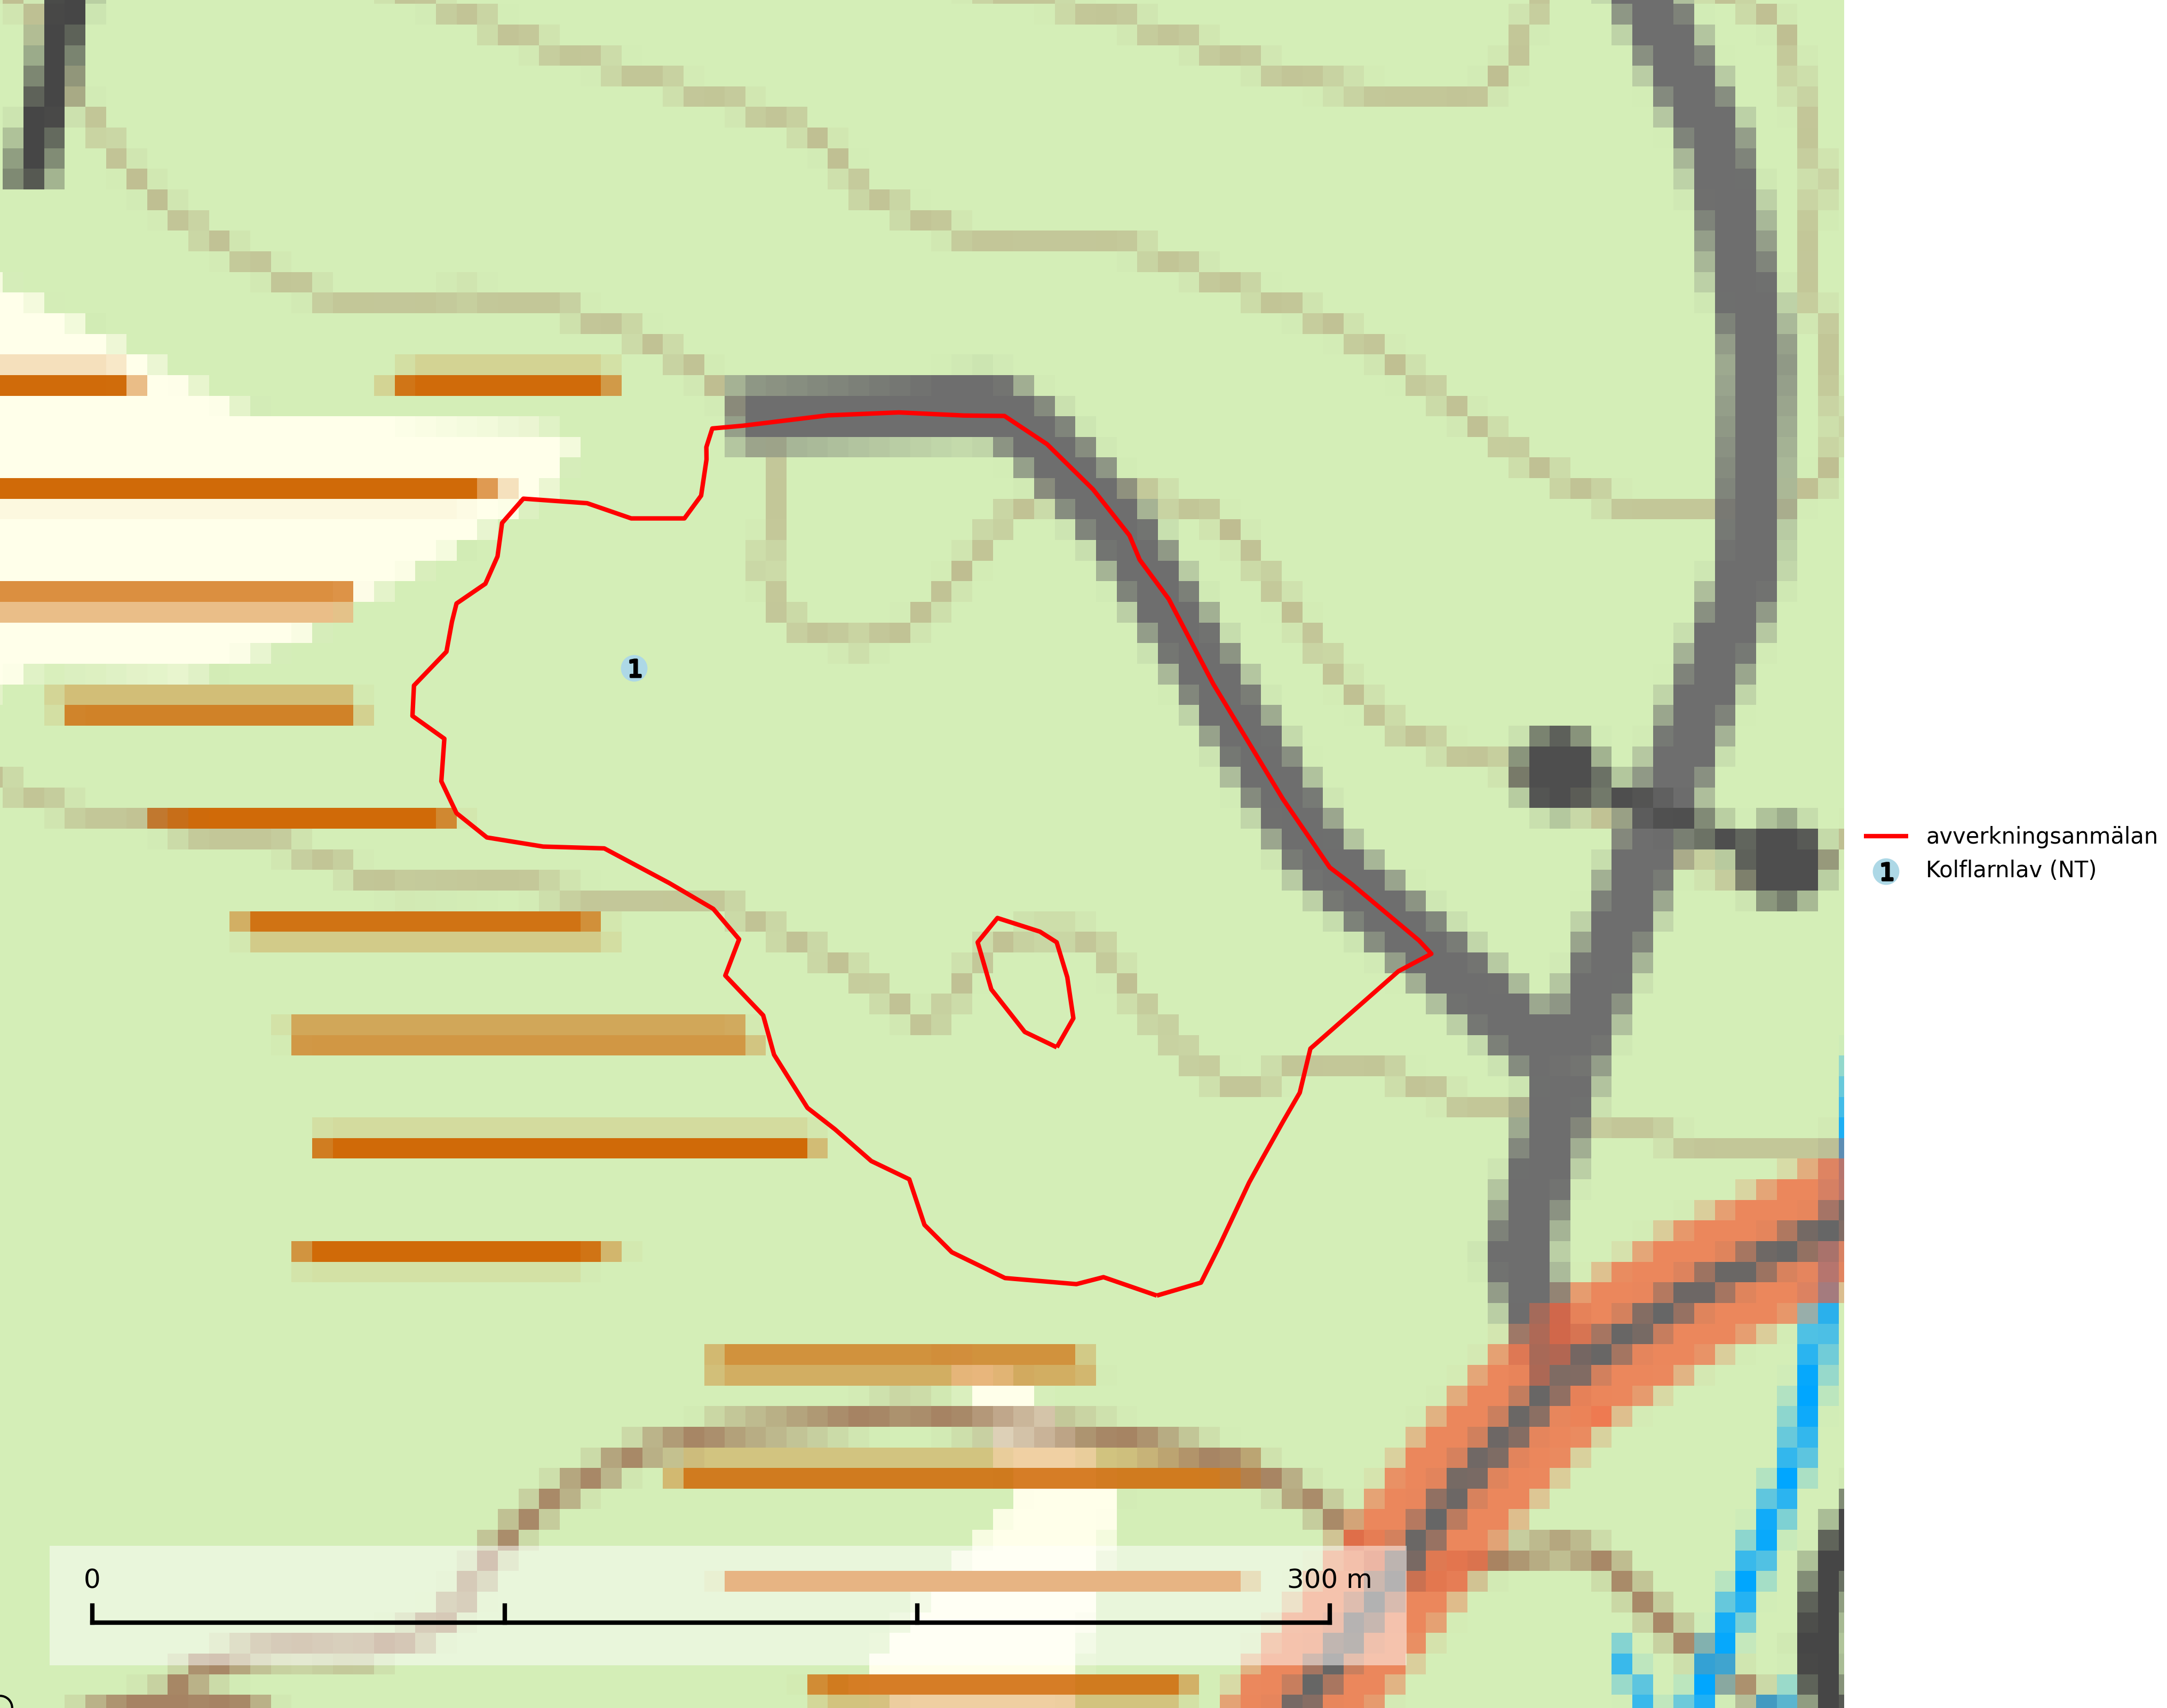 1
avverkningsanmälan
1 Kolflarnlav (NT)
0 300 m